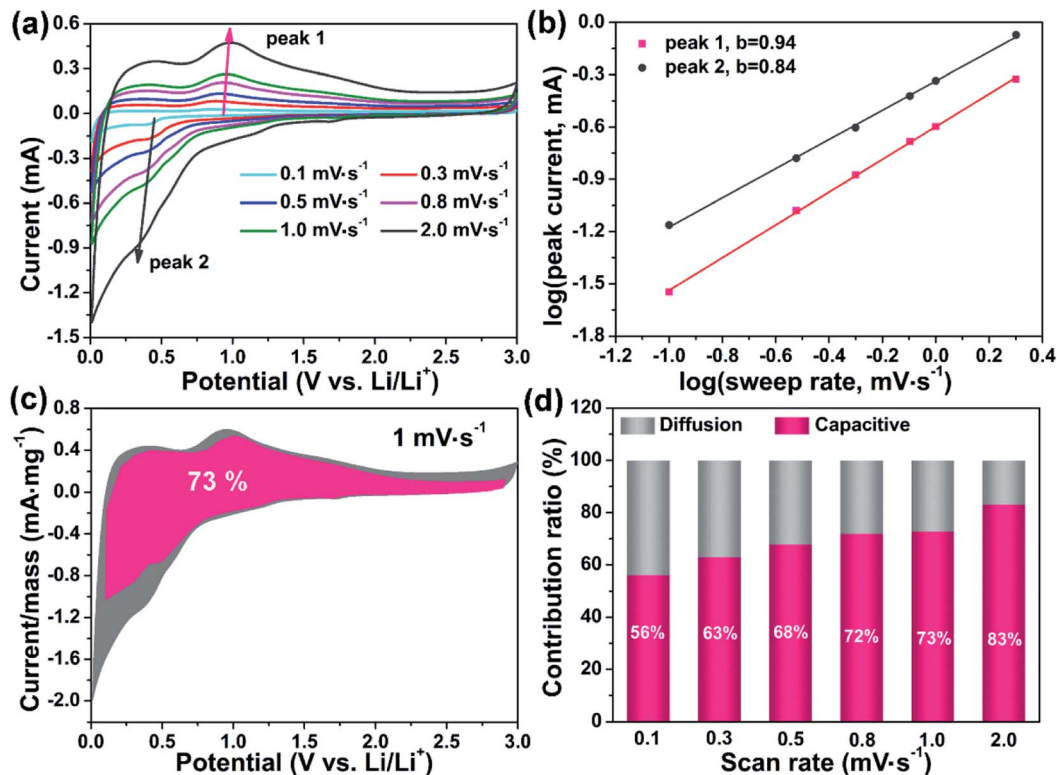 (a)
0.6
0.3
0.0
-0.3
-0.6
-0.9
-1.2
-1.5
Current (mA)
peak 1
peak 2
0.1 mV·s⁻¹ 0.3 mV·s⁻¹
0.5 mV·s⁻¹ 0.8 mV·s⁻¹
1.0 mV·s⁻¹ 2.0 mV·s⁻¹
0.0 0.5 1.0 1.5 2.0 2.5 3.0
Potential (V vs. Li/Li⁺)
(b)
0.0
-0.3
-0.6
-0.9
-1.2
-1.5
-1.8
log(peak current, mA)
peak 1, b=0.94
peak 2, b=0.84
-1.2 -1.0 -0.8 -0.6 -0.4 -0.2 0.0 0.2 0.4
log(sweep rate, mV·s⁻¹)
(c)
0.8
0.4
0.0
-0.4
-0.8
-1.2
-1.6
-2.0
Current/mass (mA·mg⁻¹)
1 mV·s⁻¹
73 %
0.0 0.5 1.0 1.5 2.0 2.5 3.0
Potential (V vs. Li/Li⁺)
(d)
120
100
80
60
40
20
0
Contribution ratio (%)
Diffusion Capacitive
56% 63% 68% 72% 73% 83%
0.1 0.3 0.5 0.8 1.0 2.0
Scan rate (mV·s⁻¹)